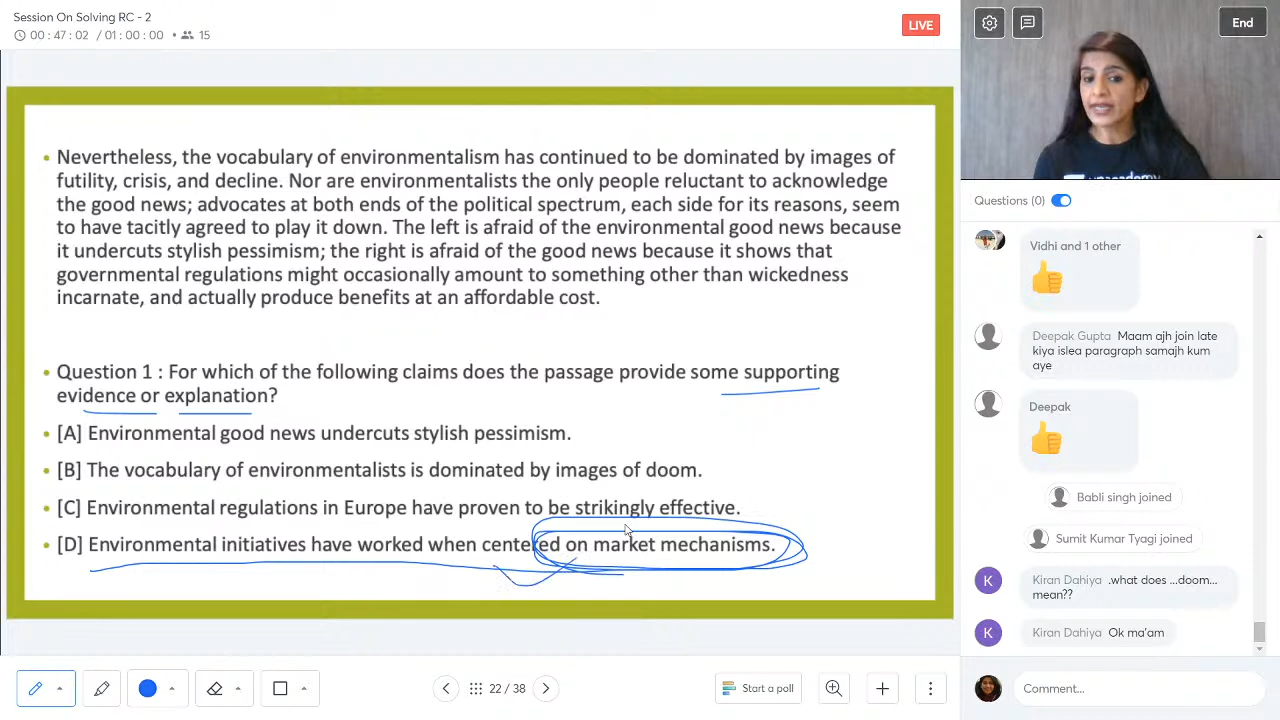 Session On Solving RC - 2
00 : 47 : 02 / 01 : 00 : 00 • 15
LIVE
End
• Nevertheless, the vocabulary of environmentalism has continued to be dominated by images of
futility, crisis, and decline. Nor are environmentalists the only people reluctant to acknowledge
the good news; advocates at both ends of the political spectrum, each side for its reasons, seem
to have tacitly agreed to play it down. The left is afraid of the environmental good news because
it undercuts stylish pessimism; the right is afraid of the good news because it shows that
governmental regulations might occasionally amount to something other than wickedness
incarnate, and actually produce benefits at an affordable cost.
• Question 1 : For which of the following claims does the passage provide some supporting
evidence or explanation?
• [A] Environmental good news undercuts stylish pessimism.
• [B] The vocabulary of environmentalists is dominated by images of doom.
• [C] Environmental regulations in Europe have proven to be strikingly effective.
• [D] Environmental initiatives have worked when centered on market mechanisms.
Questions (0)
Vidhi and 1 other
Deepak Gupta Maam ajh join late
kiya islea paragraph samajh kum
aye
Deepak
Babli singh joined
Sumit Kumar Tyagi joined
K
Kiran Dahiya .what does ...doom...
mean??
K
Kiran Dahiya Ok ma'am
22 / 38
Start a poll
Comment...